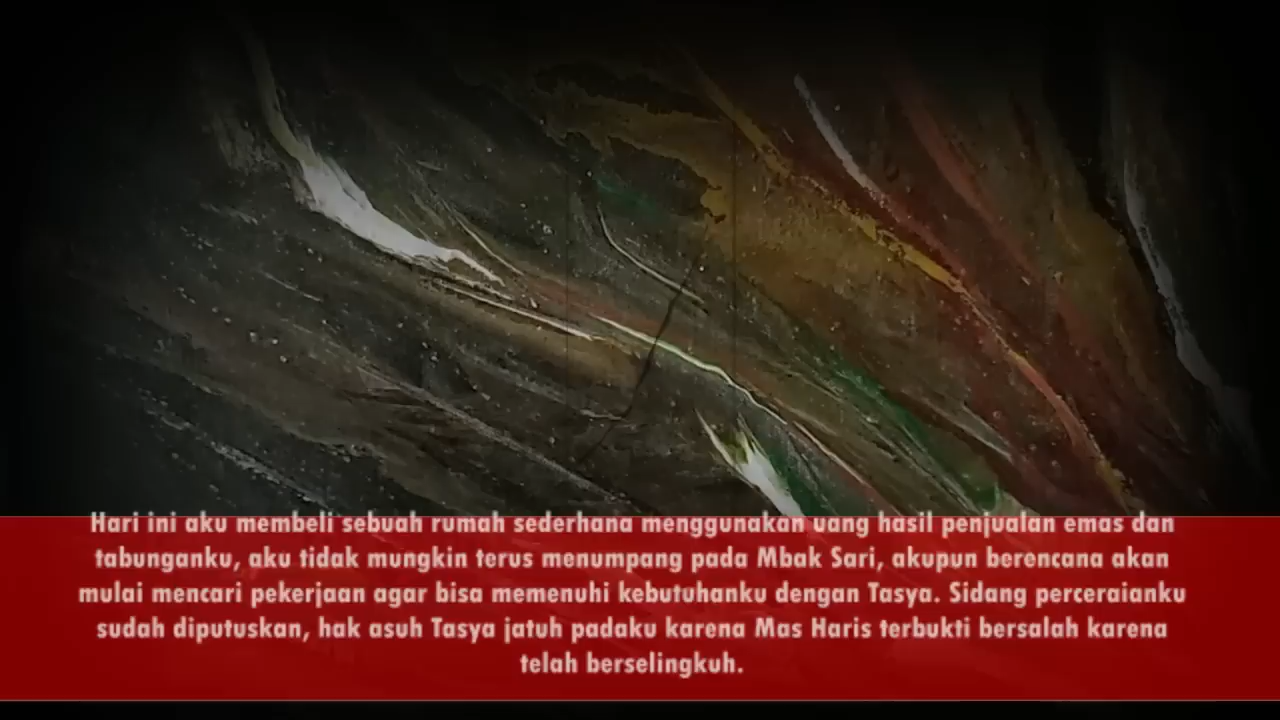 Hari ini aku membeli sebuah rumah sederhana menggunakan uang hasil penjualan emas dan
tabunganku, aku tidak mungkin terus menumpang pada Mbak Sari, akupun berencana akan
mulai mencari pekerjaan agar bisa memenuhi kebutuhanku dengan Tasya. Sidang perceraianku
sudah diputuskan, hak asuh Tasya jatuh padaku karena Mas Haris terbukti bersalah karena
telah berselingkuh.